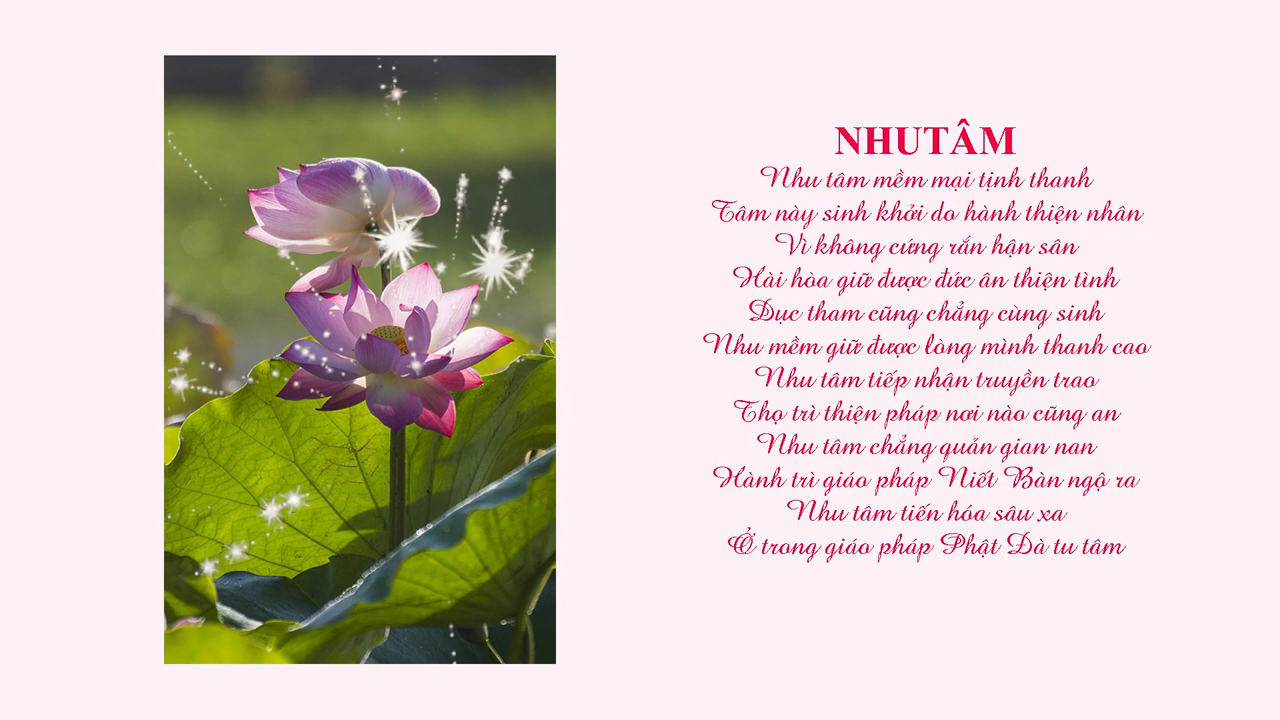 NHUTÂM
Nhu tâm mềm mại tịnh thanh
Tâm này sinh khởi do hành thiện nhân
Vì không cứng rắn hận sân
Hài hòa giữ được đức ân thiện tình
Dục tham cũng chẳng cùng sinh
Nhu mềm giữ được lòng mình thanh cao
Nhu tâm tiếp nhận truyền trao
Thọ trì thiện pháp nơi nào cũng an
Nhu tâm chẳng quản gian nan
Hành trì giáo pháp Niết Bàn ngộ ra
Nhu tâm tiến hóa sâu xa
Ở trong giáo pháp Phật Đà tu tâm